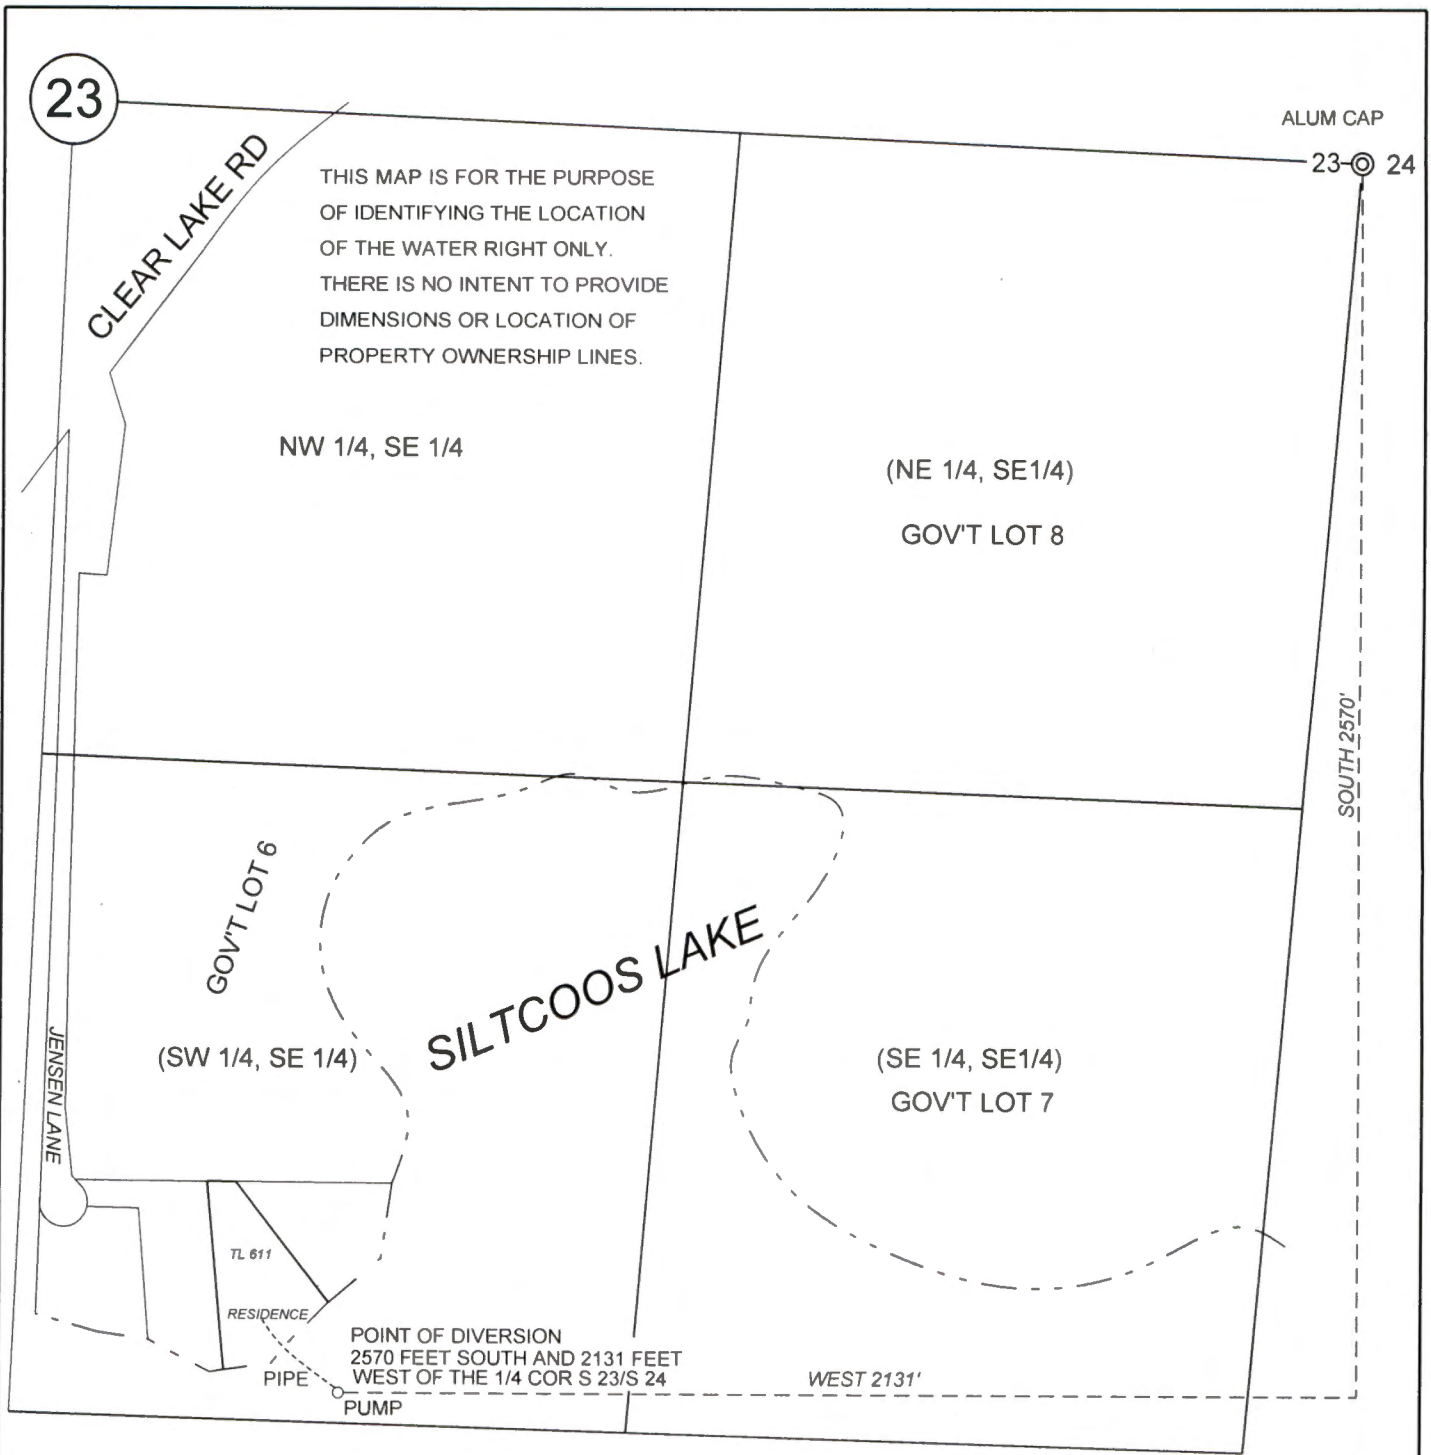 23
ALUM CAP
23 24
CLEAR LAKE RD
THIS MAP IS FOR THE PURPOSE
OF IDENTIFYING THE LOCATION
OF THE WATER RIGHT ONLY.
THERE IS NO INTENT TO PROVIDE
DIMENSIONS OR LOCATION OF
PROPERTY OWNERSHIP LINES.
NW 1/4, SE 1/4
(NE 1/4, SE1/4)
GOV'T LOT 8
SOUTH 2570'
GOV'T LOT 6
SILTCOOS LAKE
(SW 1/4, SE 1/4)
(SE 1/4, SE1/4)
GOV'T LOT 7
JENSEN LANE
TL 611
RESIDENCE
POINT OF DIVERSION
2570 FEET SOUTH AND 2131 FEET
WEST OF THE 1/4 COR S 23/S 24
PIPE
WEST 2131'
PUMP